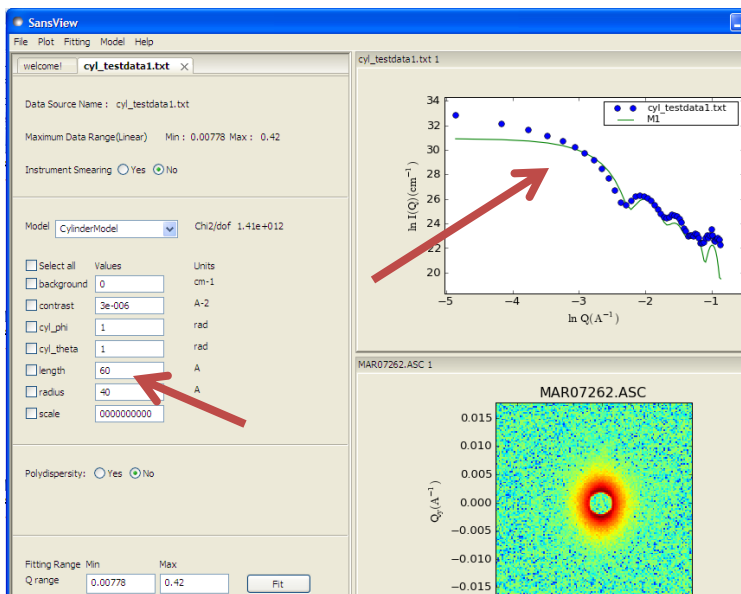 SansView
File Plot Fitting Model Help
welcome! cyl_testdata1.txt
Data Source Name : cyl_testdata1.txt
Maximum Data Range(Linear) Min : 0.00778 Max : 0.42
Instrument Smearing Yes No
Model CylinderModel Chi2/dof 1.41e+012
Select all Values Units
background 0 cm-1
contrast 3e-006 A-2
cyl_phi 1 rad
cyl_theta 1 rad
length 60 A
radius 40 A
scale 0000000000
Polydispersity: Yes No
Fitting Range Min Max
Q range 0.00778 0.42 Fit
cyl_testdata1.txt 1
cyl_testdata1.txt
M1
34
32
30
28
26
24
22
20
ln I(Q)(cm⁻¹)
−5 −4 −3 −2 −1
ln Q(A⁻¹)
MAR07262.ASC 1
MAR07262.ASC
0.015
0.010
0.005
0.000
−0.005
−0.010
−0.015
Qy(A⁻¹)